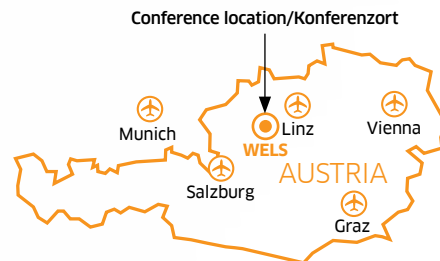 Conference location/Konferenzort
Munich
Linz
Vienna
WELS
Salzburg
AUSTRIA
Graz